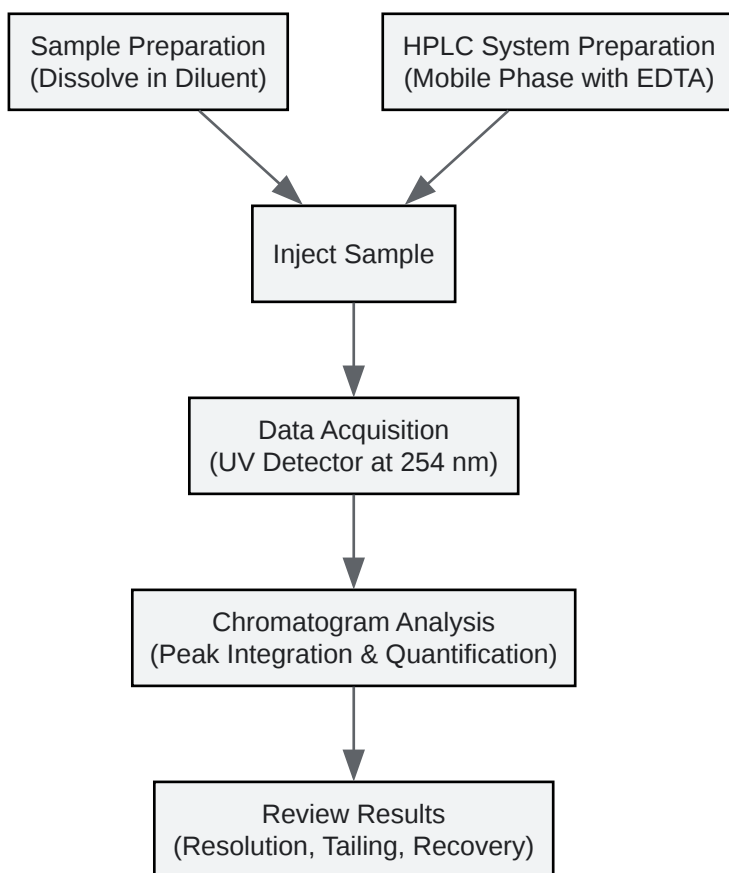 Sample Preparation
(Dissolve in Diluent)
HPLC System Preparation
(Mobile Phase with EDTA)
Inject Sample
Data Acquisition
(UV Detector at 254 nm)
Chromatogram Analysis
(Peak Integration & Quantification)
Review Results
(Resolution, Tailing, Recovery)